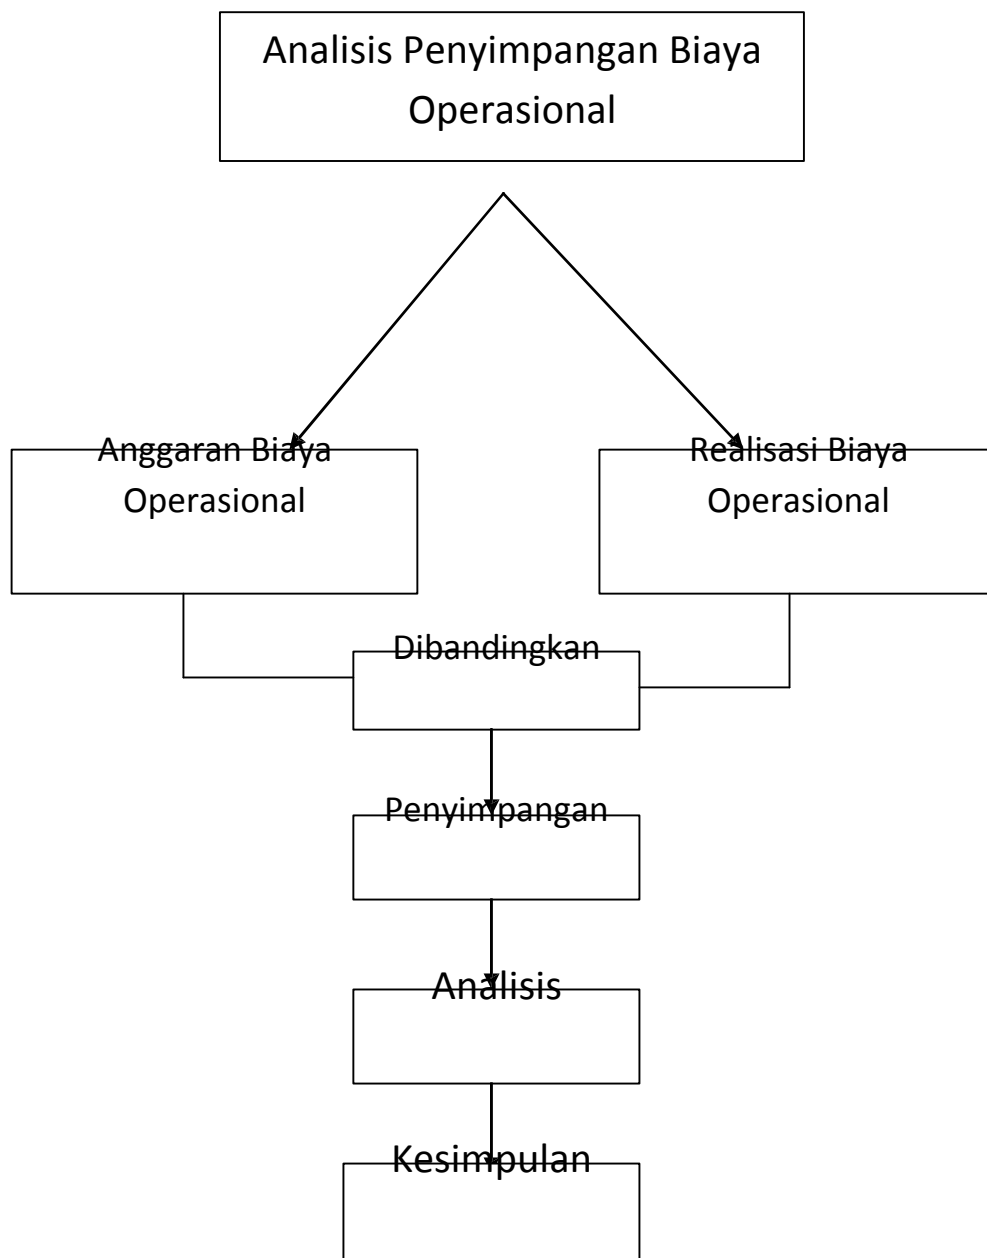 Analisis Penyimpangan Biaya
Operasional
Anggaran Biaya
Operasional
Realisasi Biaya
Operasional
Dibandingkan
Penyimpangan
Analisis
Kesimpulan